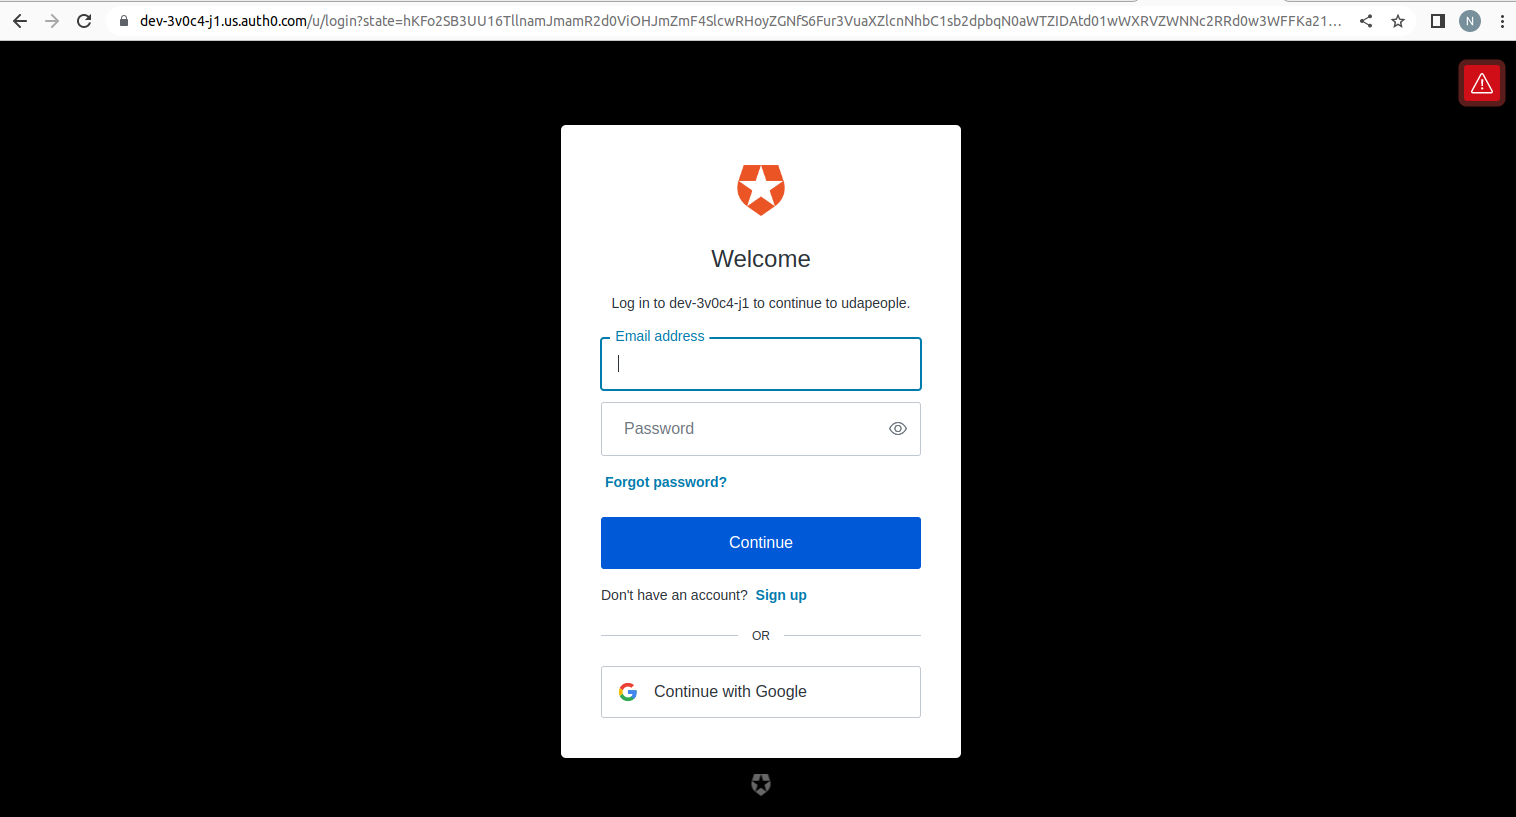 dev-3v0c4-j1.us.auth0.com/u/login?state=hKFo2SB3UU16TllnamJmamR2d0ViOHJmZmF4SlcwRHoyZGNfS6Fur3VuaXZlcnNhbC1sb2dpbqN0aWTZIDAtd01wWXRVZWNNc2RRd0w3WFFKa21...
N
Welcome
Log in to dev-3v0c4-j1 to continue to udapeople.
Email address
Password
Forgot password?
Continue
Don't have an account? Sign up
OR
Continue with Google